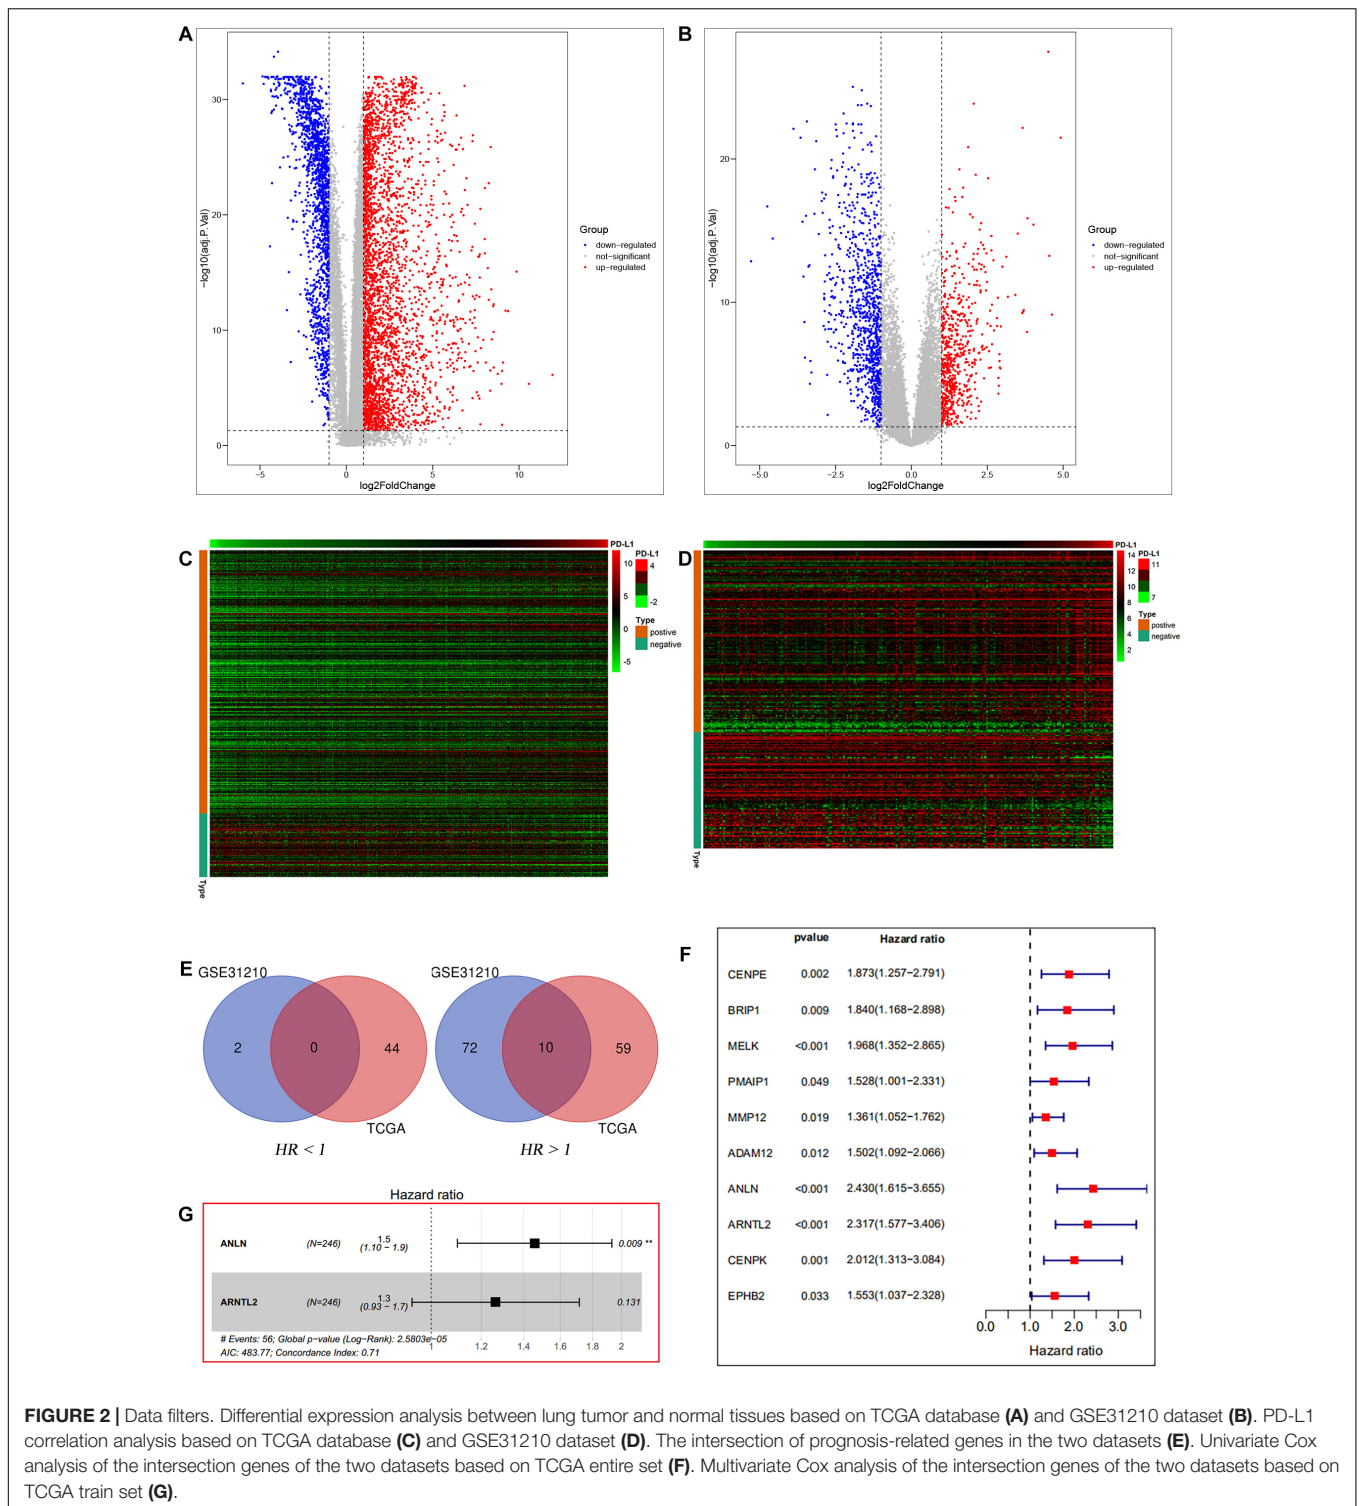 A
30
20
10
0
−log10(adj.P.Val)
−5
0
5
10
log2FoldChange
Group
down−regulated
not−significant
up−regulated
B
20
10
0
−log10(adj.P.Val)
−5.0
−2.5
0.0
2.5
5.0
log2FoldChange
Group
down−regulated
not−significant
up−regulated
C
PD-L1
10
5
0
-5
PD-L1
4
-2
Type
postive
negative
Type
D
PD-L1
14
12
10
8
6
4
2
PD-L1
11
7
Type
postive
negative
Type
E
GSE31210
2
0
44
TCGA
HR < 1
GSE31210
72
10
59
TCGA
HR > 1
F
pvalue Hazard ratio
CENPE 0.002 1.873(1.257−2.791)
BRIP1 0.009 1.840(1.168−2.898)
MELK <0.001 1.968(1.352−2.865)
PMAIP1 0.049 1.528(1.001−2.331)
MMP12 0.019 1.361(1.052−1.762)
ADAM12 0.012 1.502(1.092−2.066)
ANLN <0.001 2.430(1.615−3.655)
ARNTL2 <0.001 2.317(1.577−3.406)
CENPK 0.001 2.012(1.313−3.084)
EPHB2 0.033 1.553(1.037−2.328)
0.0 1.0 2.0 3.0
Hazard ratio
G
Hazard ratio
ANLN (N=246) 1.5 (1.10 − 1.9) 0.009 **
ARNTL2 (N=246) 1.3 (0.93 − 1.7) 0.131
# Events: 56; Global p−value (Log−Rank): 2.5803e−05
AIC: 483.77; Concordance Index: 0.71
1 1.2 1.4 1.6 1.8 2
FIGURE 2 | Data filters. Differential expression analysis between lung tumor and normal tissues based on TCGA database (A) and GSE31210 dataset (B). PD-L1
correlation analysis based on TCGA database (C) and GSE31210 dataset (D). The intersection of prognosis-related genes in the two datasets (E). Univariate Cox
analysis of the intersection genes of the two datasets based on TCGA entire set (F). Multivariate Cox analysis of the intersection genes of the two datasets based on
TCGA train set (G).